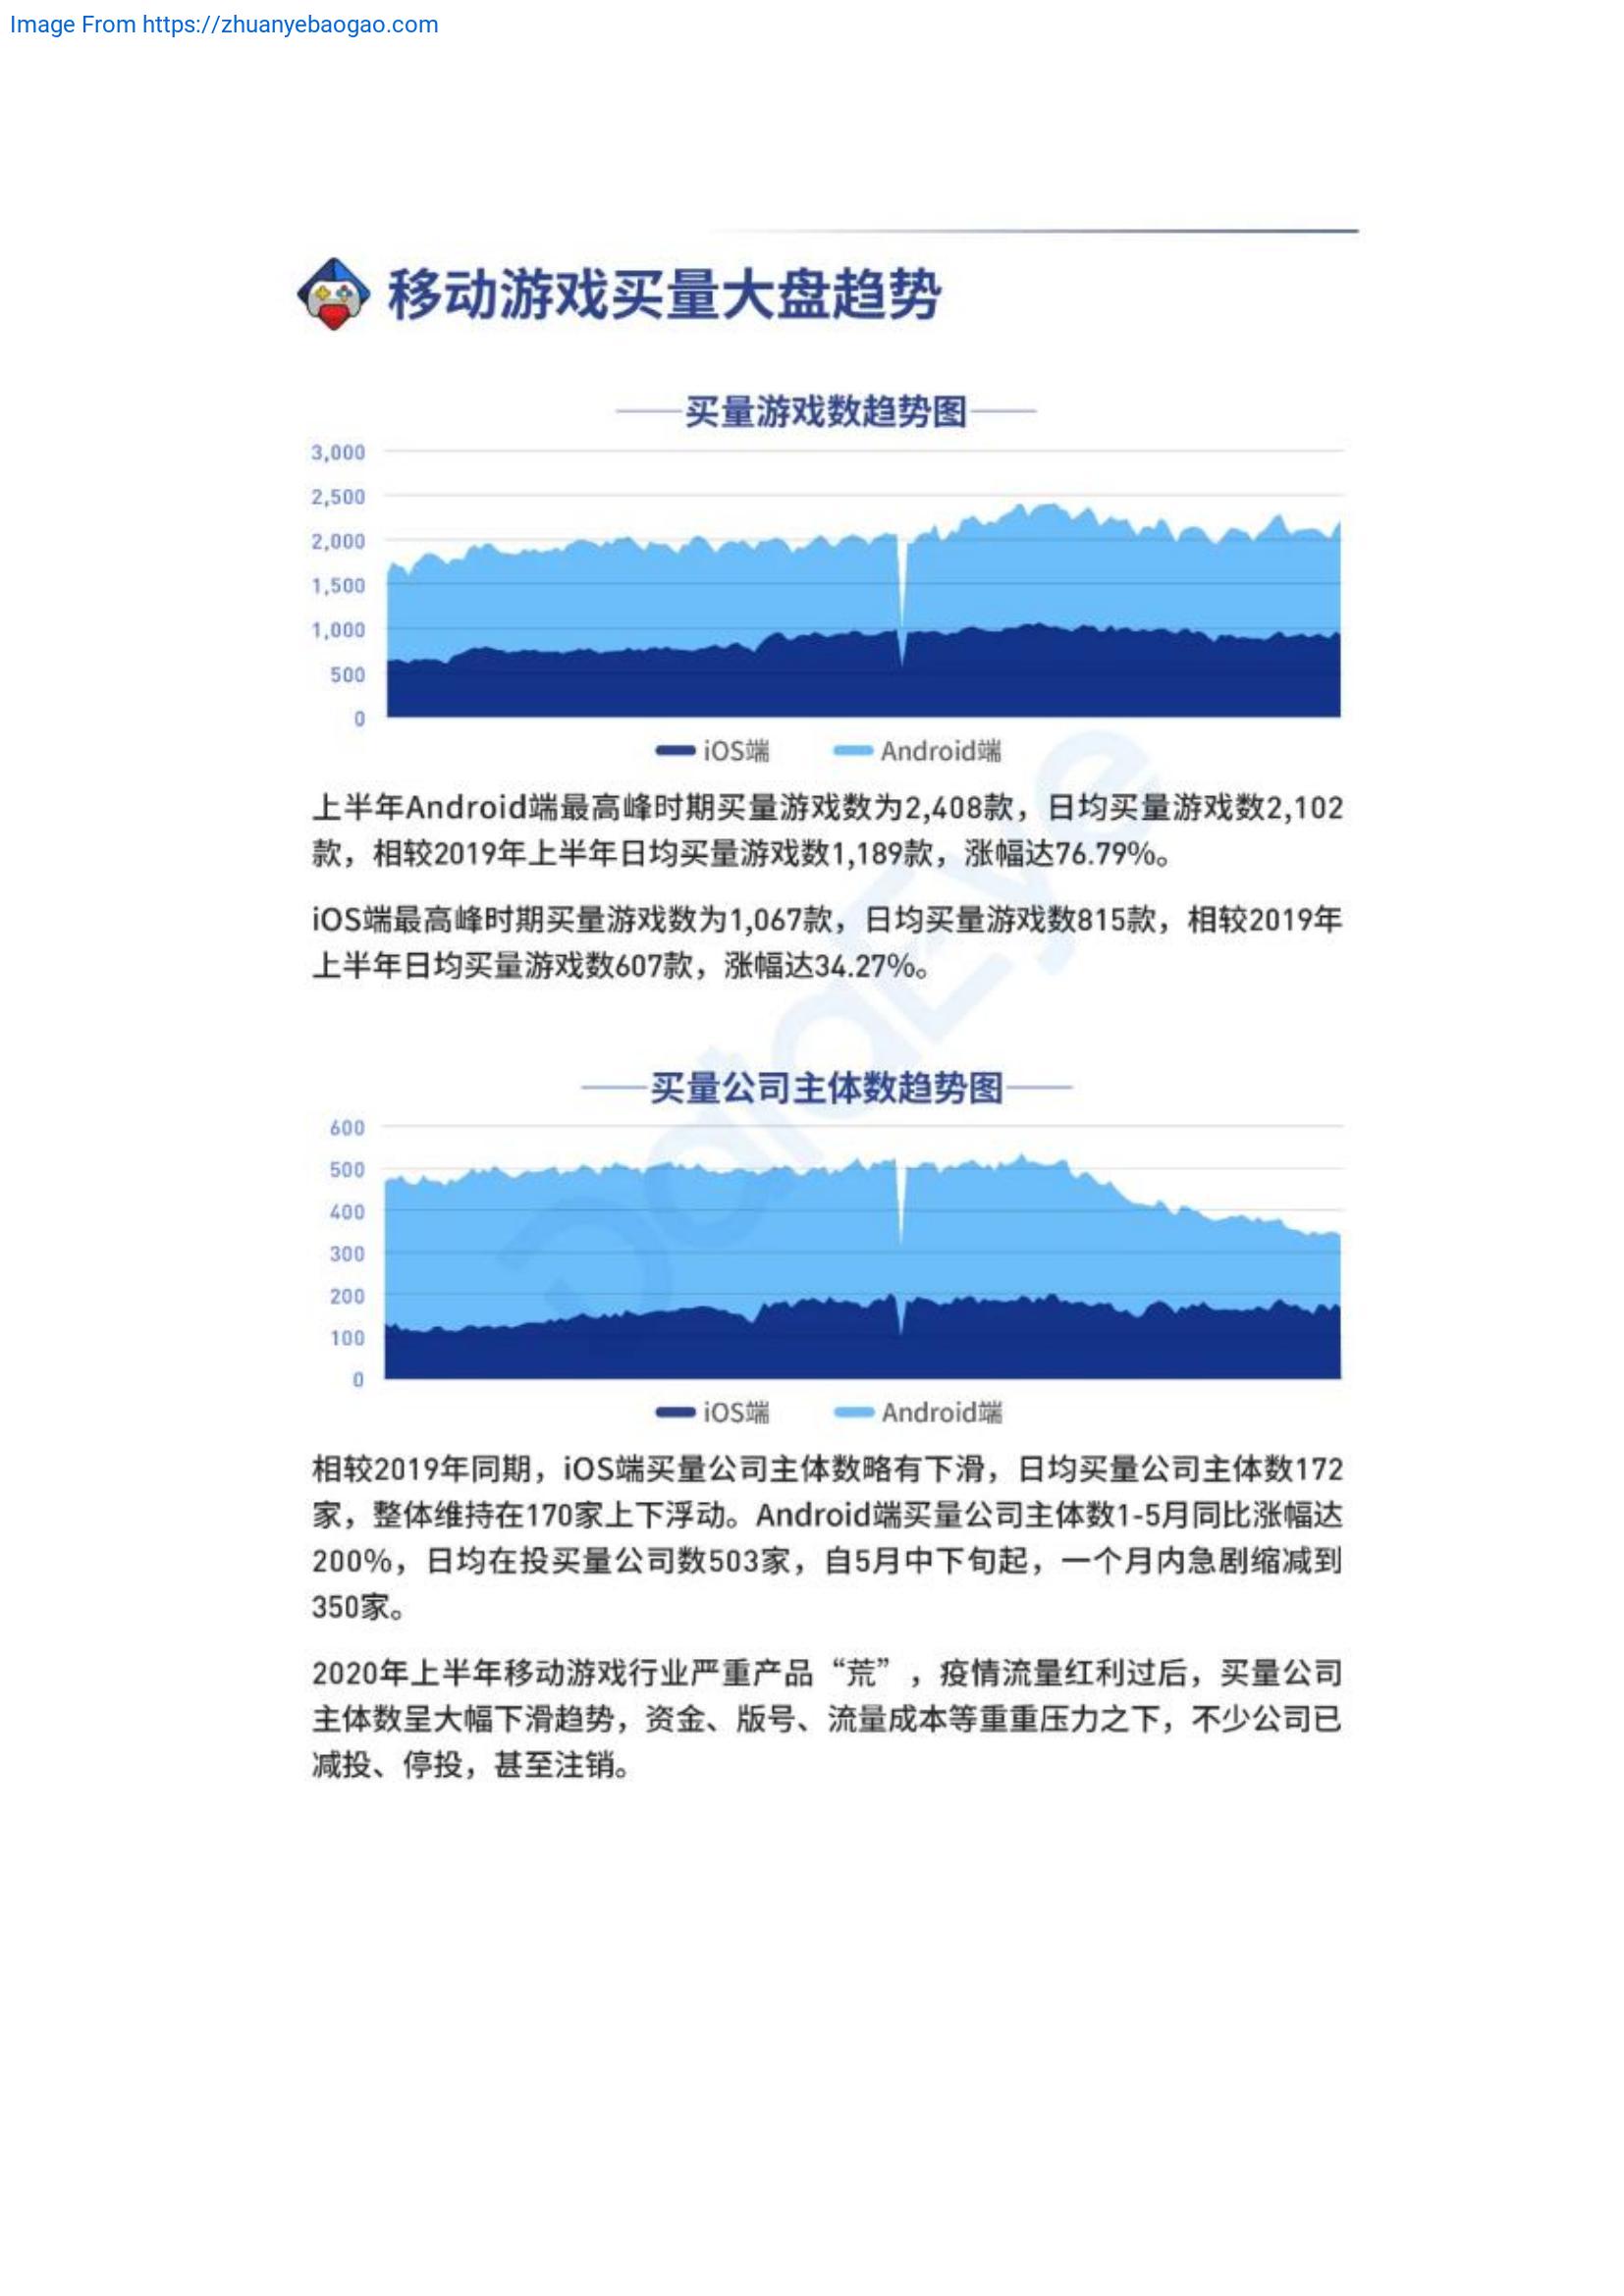 Image From https://zhuanyebaogao.com
移动游戏买量大盘趋势
买量游戏数趋势图
3,000
2,500
2,000
1,500
1,000
500
0
iOS端 Android端
上半年Android端最高峰时期买量游戏数为2,408款，日均买量游戏数2,102
款，相较2019年上半年日均买量游戏数1,189款，涨幅达76.79%。
iOS端最高峰时期买量游戏数为1,067款，日均买量游戏数815款，相较2019年
上半年日均买量游戏数607款，涨幅达34.27%。
DataEye
买量公司主体数趋势图
600
500
400
300
200
100
0
iOS端 Android端
相较2019年同期，iOS端买量公司主体数略有下滑，日均买量公司主体数172
家，整体维持在170家上下浮动。Android端买量公司主体数1-5月同比涨幅达
200%，日均在投买量公司数503家，自5月中下旬起，一个月内急剧缩减到
350家。
2020年上半年移动游戏行业严重产品“荒”，疫情流量红利过后，买量公司
主体数呈大幅下滑趋势，资金、版号、流量成本等重重压力之下，不少公司已
减投、停投，甚至注销。